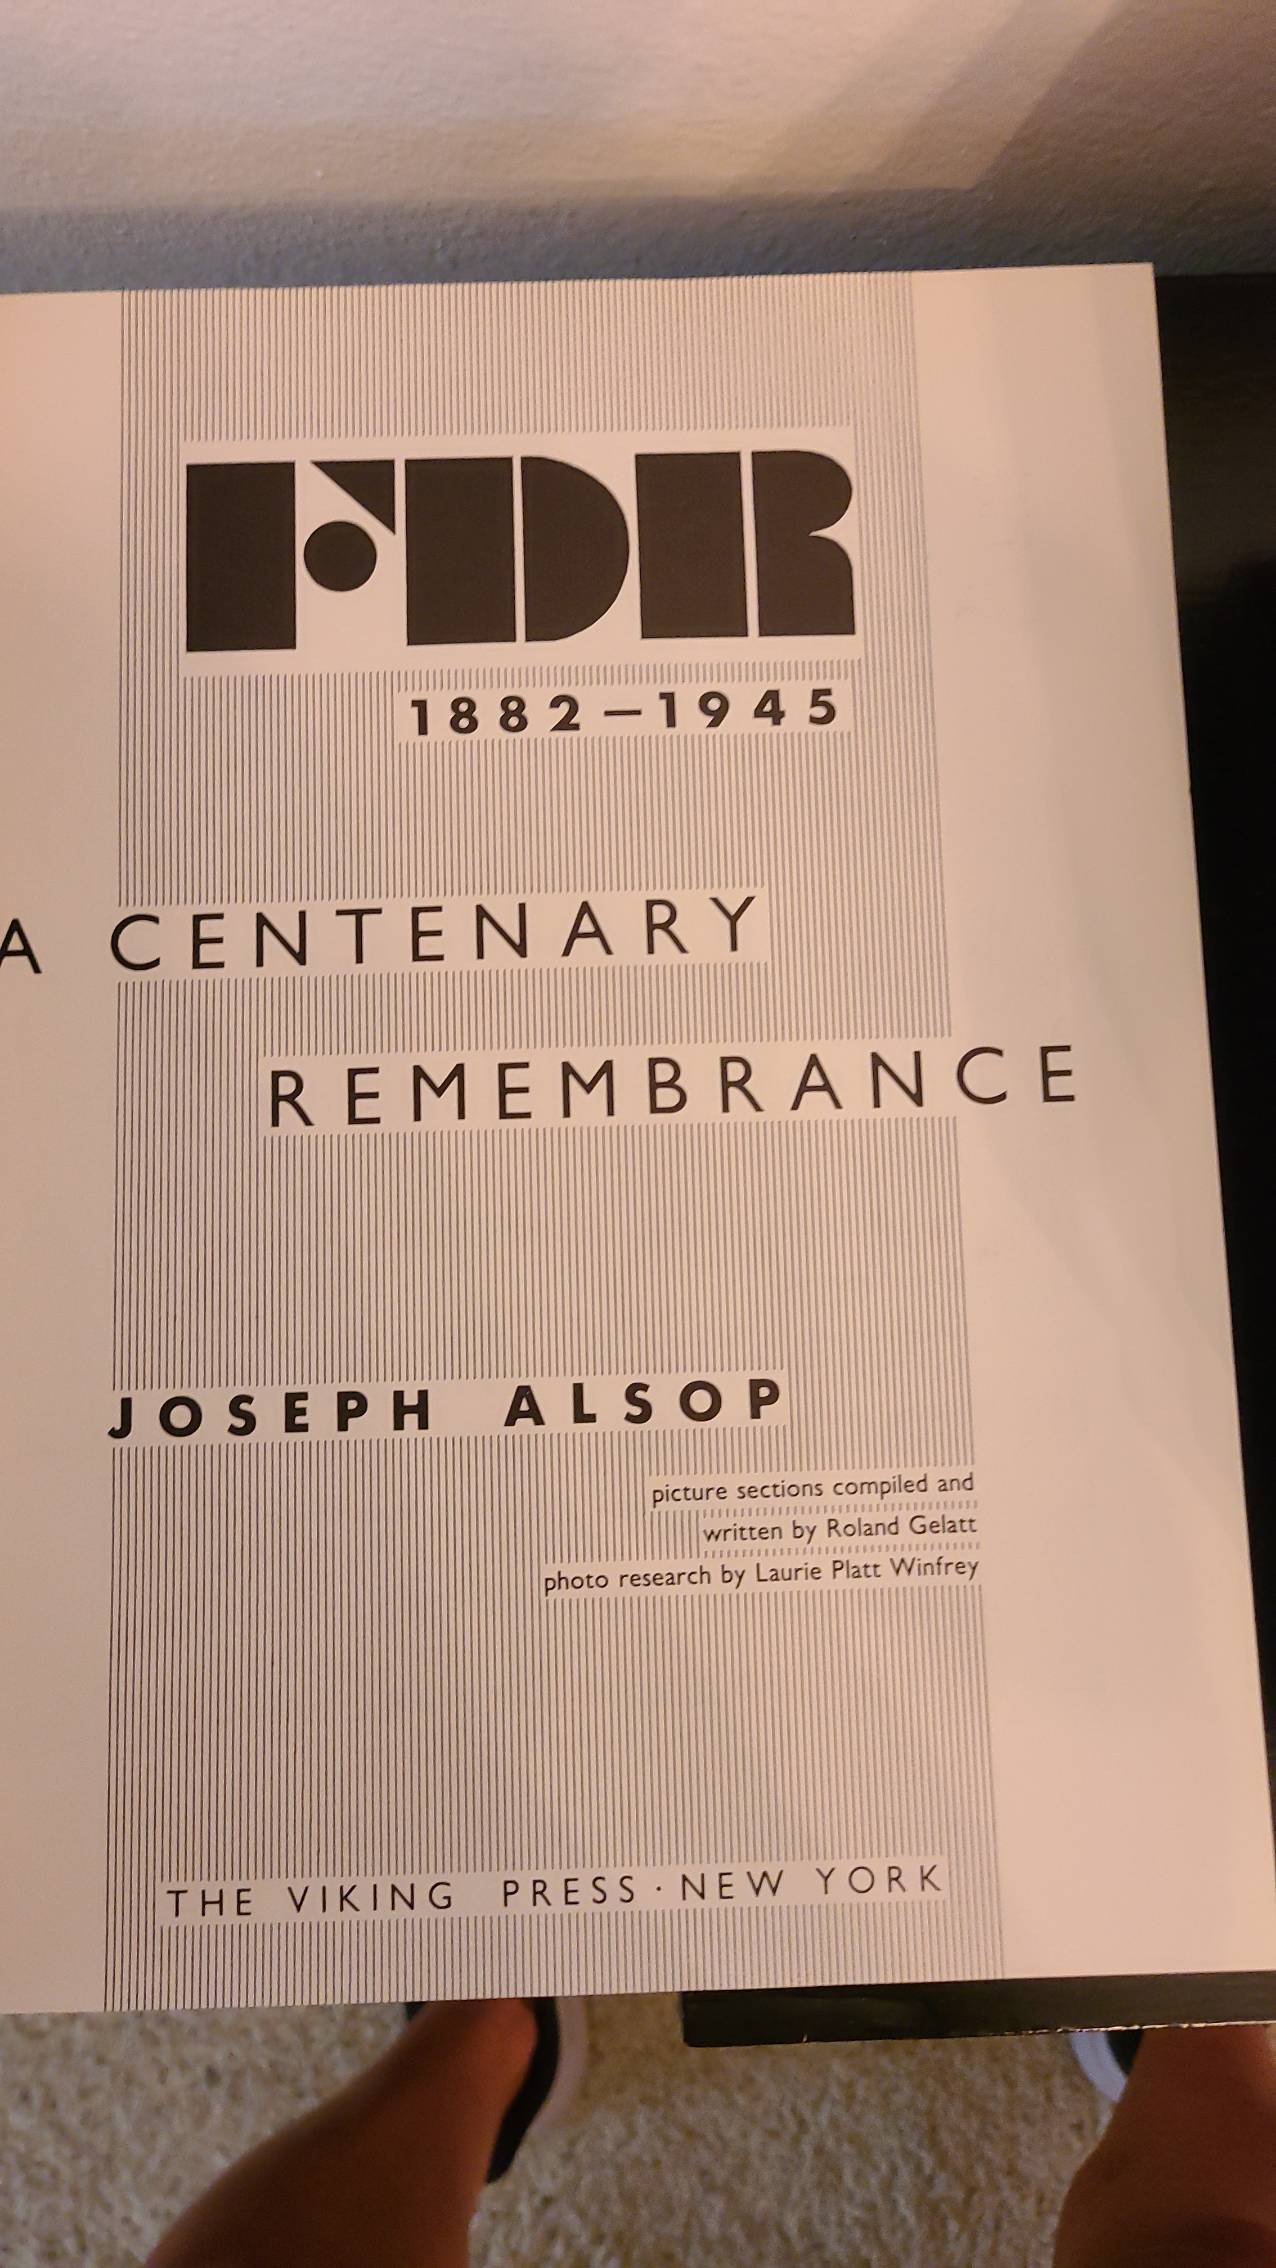 FDR
1882–1945
A CENTENARY
REMEMBRANCE
JOSEPH ALSOP
picture sections compiled and
written by Roland Gelatt
photo research by Laurie Platt Winfrey
THE VIKING PRESS · NEW YORK